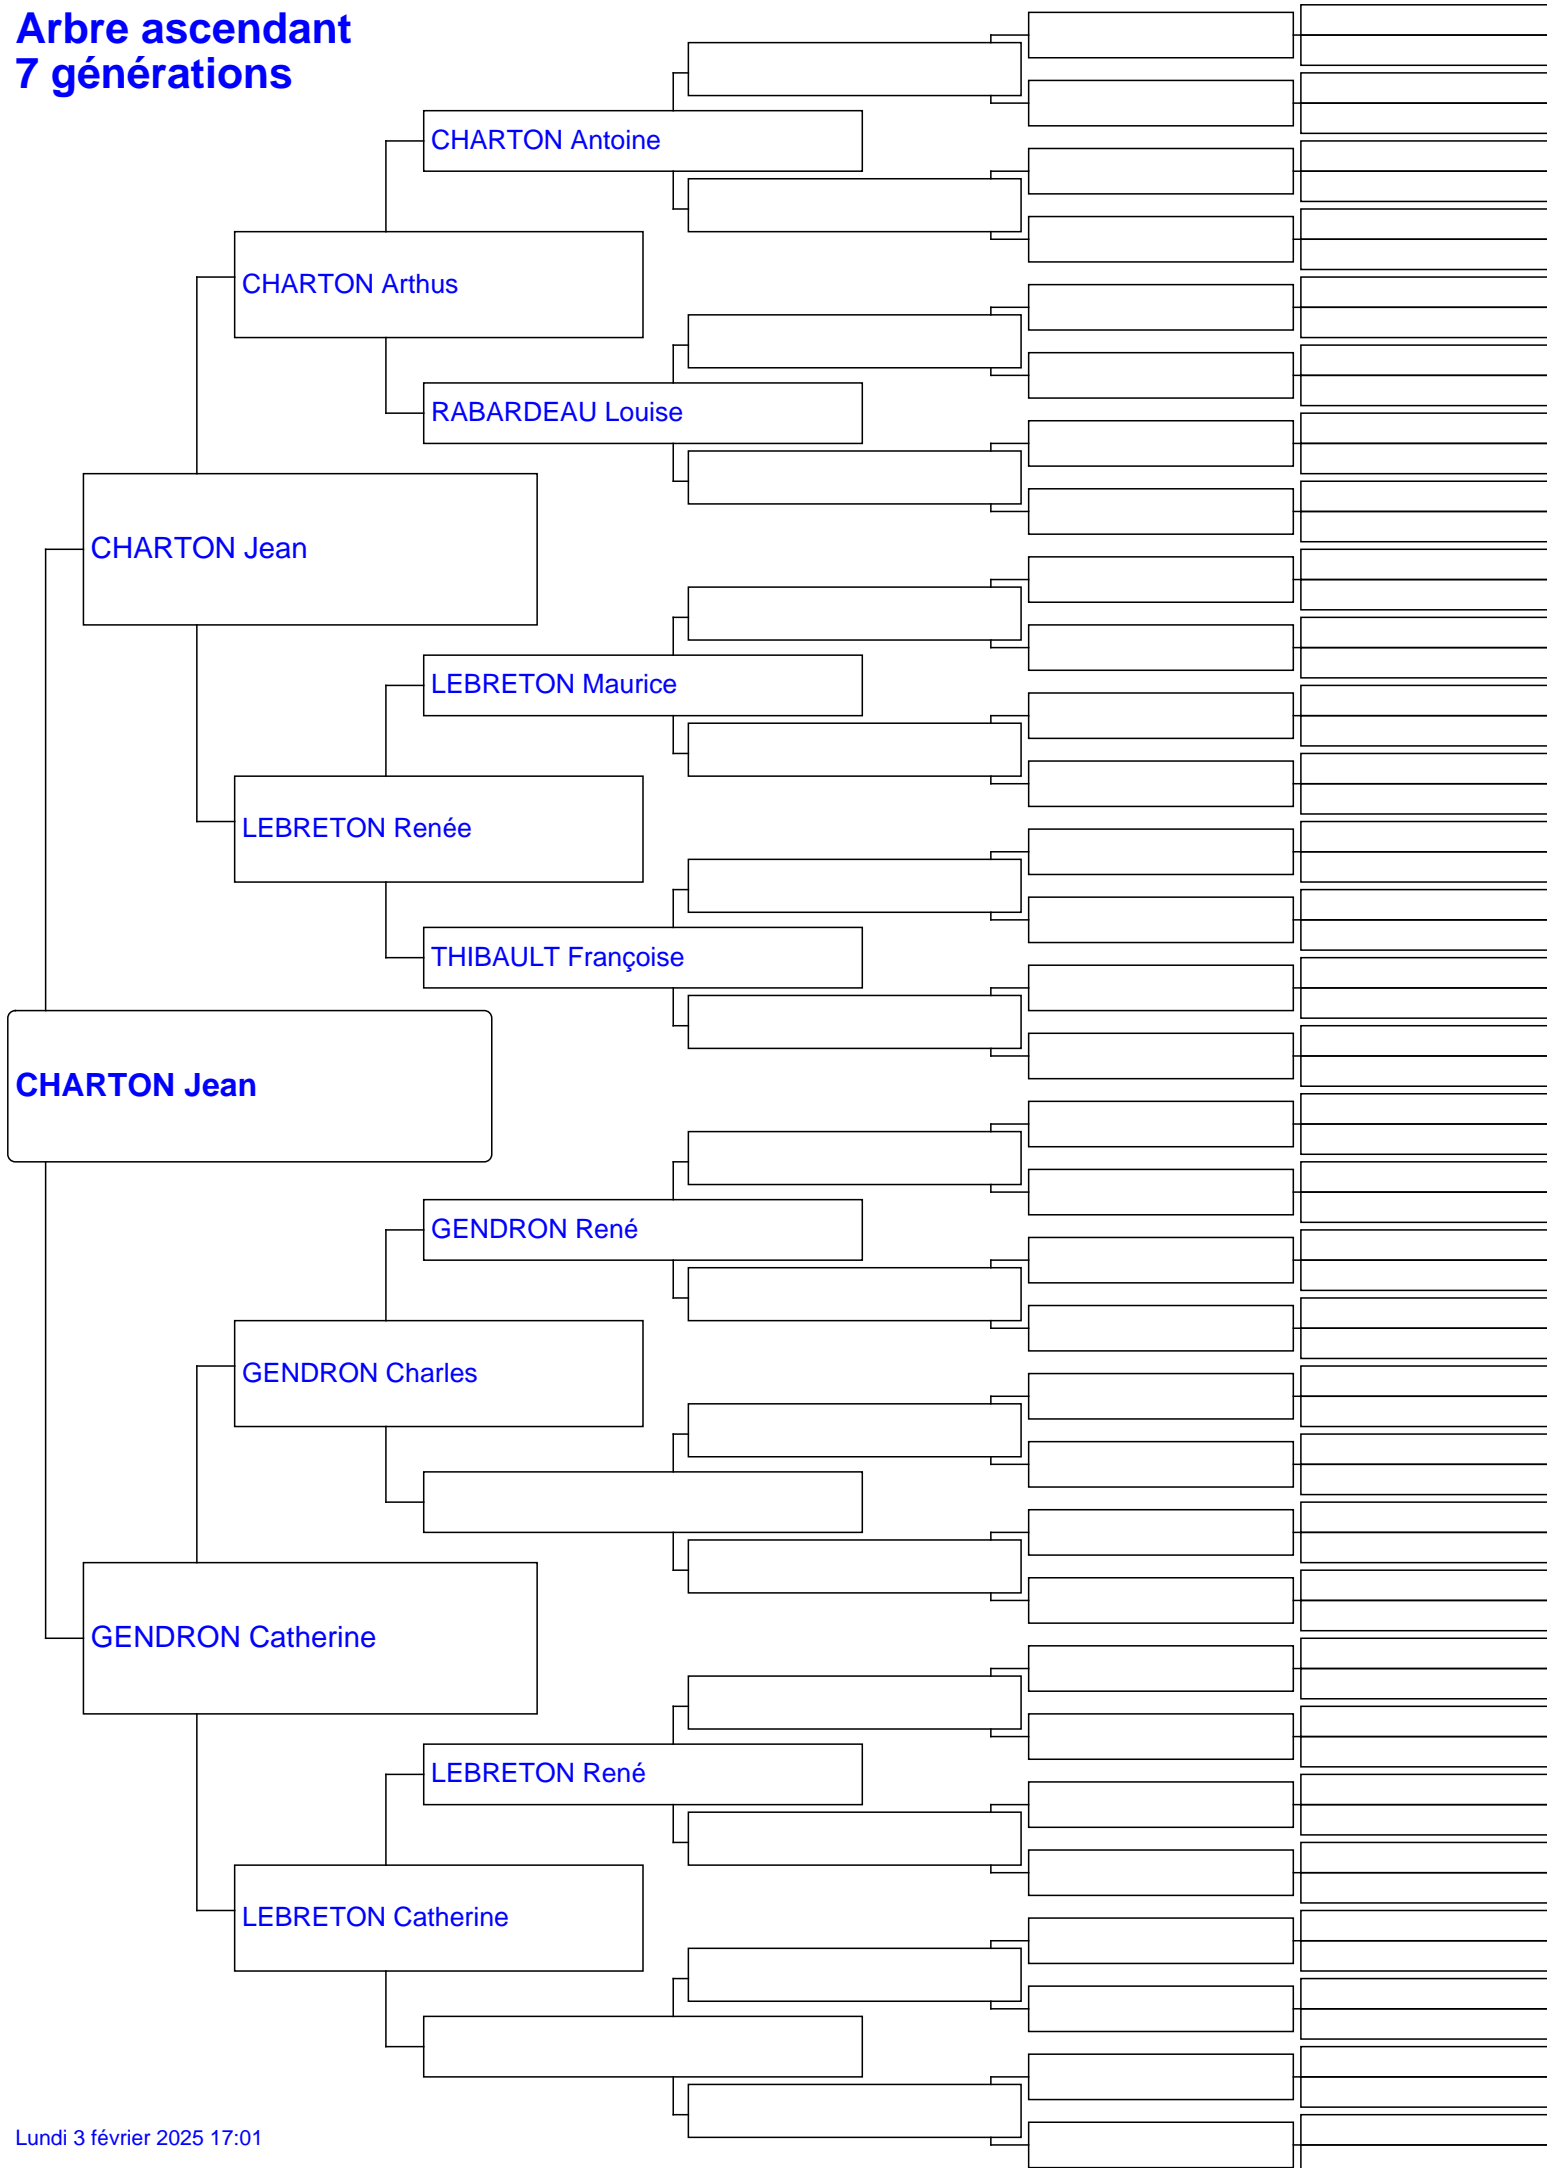 Arbre ascendant
7 générations
CHARTON Antoine
CHARTON Arthus
RABARDEAU Louise
CHARTON Jean
LEBRETON Maurice
LEBRETON Renée
THIBAULT Françoise
CHARTON Jean
GENDRON René
GENDRON Charles
GENDRON Catherine
LEBRETON René
LEBRETON Catherine
Lundi 3 février 2025 17:01